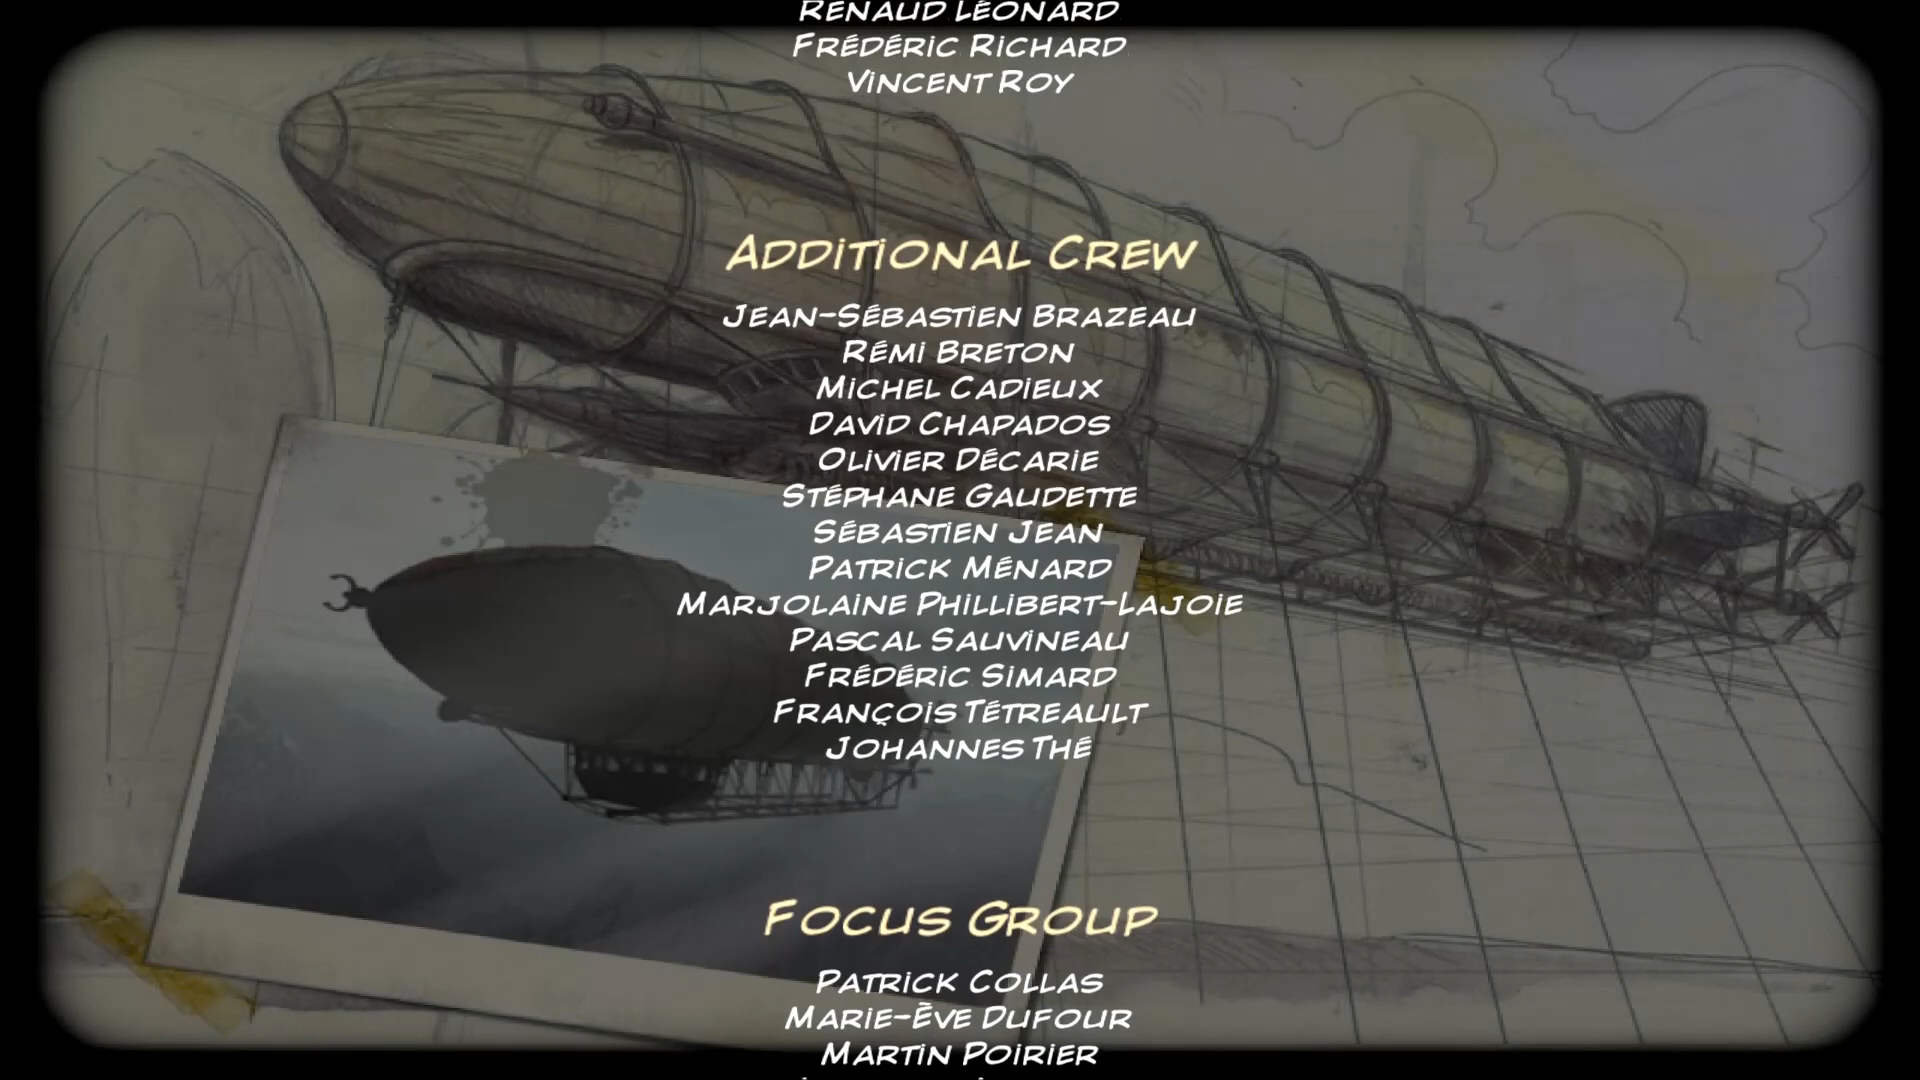 Renaud Léonard
Frédéric Richard
Vincent Roy
Additional Crew
Jean-Sébastien Brazeau
Rémi Breton
Michel Cadieux
David Chapados
Olivier Décarie
Stéphane Gaudette
Sébastien Jean
Patrick Ménard
Marjolaine Phillibert-Lajoie
Pascal Sauvineau
Frédéric Simard
François Tétreault
Johannes Thé
Focus Group
Patrick Collas
Marie-Ève Dufour
Martin Poirier